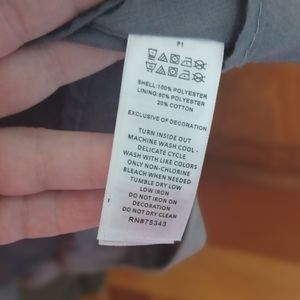 P1
SHELL:100% POLYESTER
LINING:80% POLYESTER
20% COTTON
EXCLUSIVE OF DECORATION
TURN INSIDE OUT
MACHINE WASH COOL -
DELICATE CYCLE
WASH WITH LIKE COLORS
ONLY NON-CHLORINE
BLEACH WHEN NEEDED
TUMBLE DRY LOW
LOW IRON
DO NOT IRON ON
DECORATION
DO NOT DRY CLEAN
RN#75343